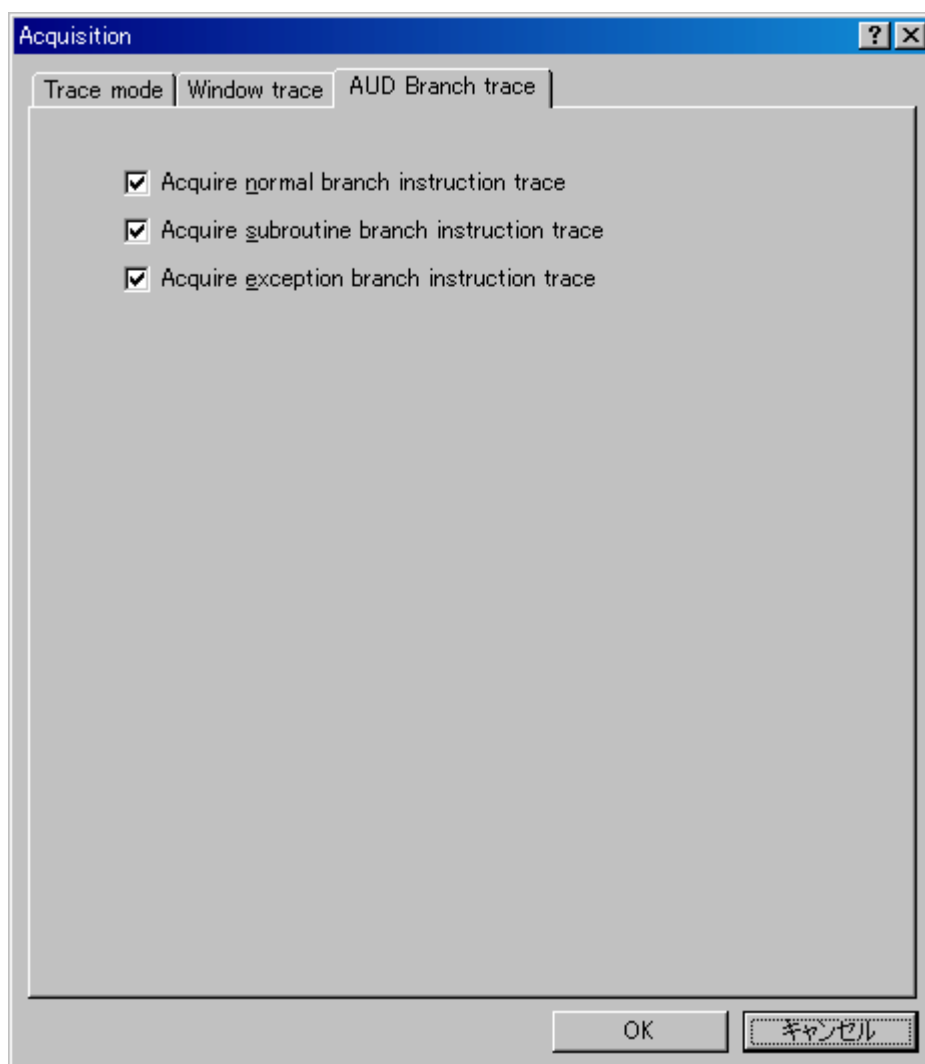 Acquisition
Trace mode Window trace AUD Branch trace
Acquire normal branch instruction trace
Acquire subroutine branch instruction trace
Acquire exception branch instruction trace
OK キャンセル